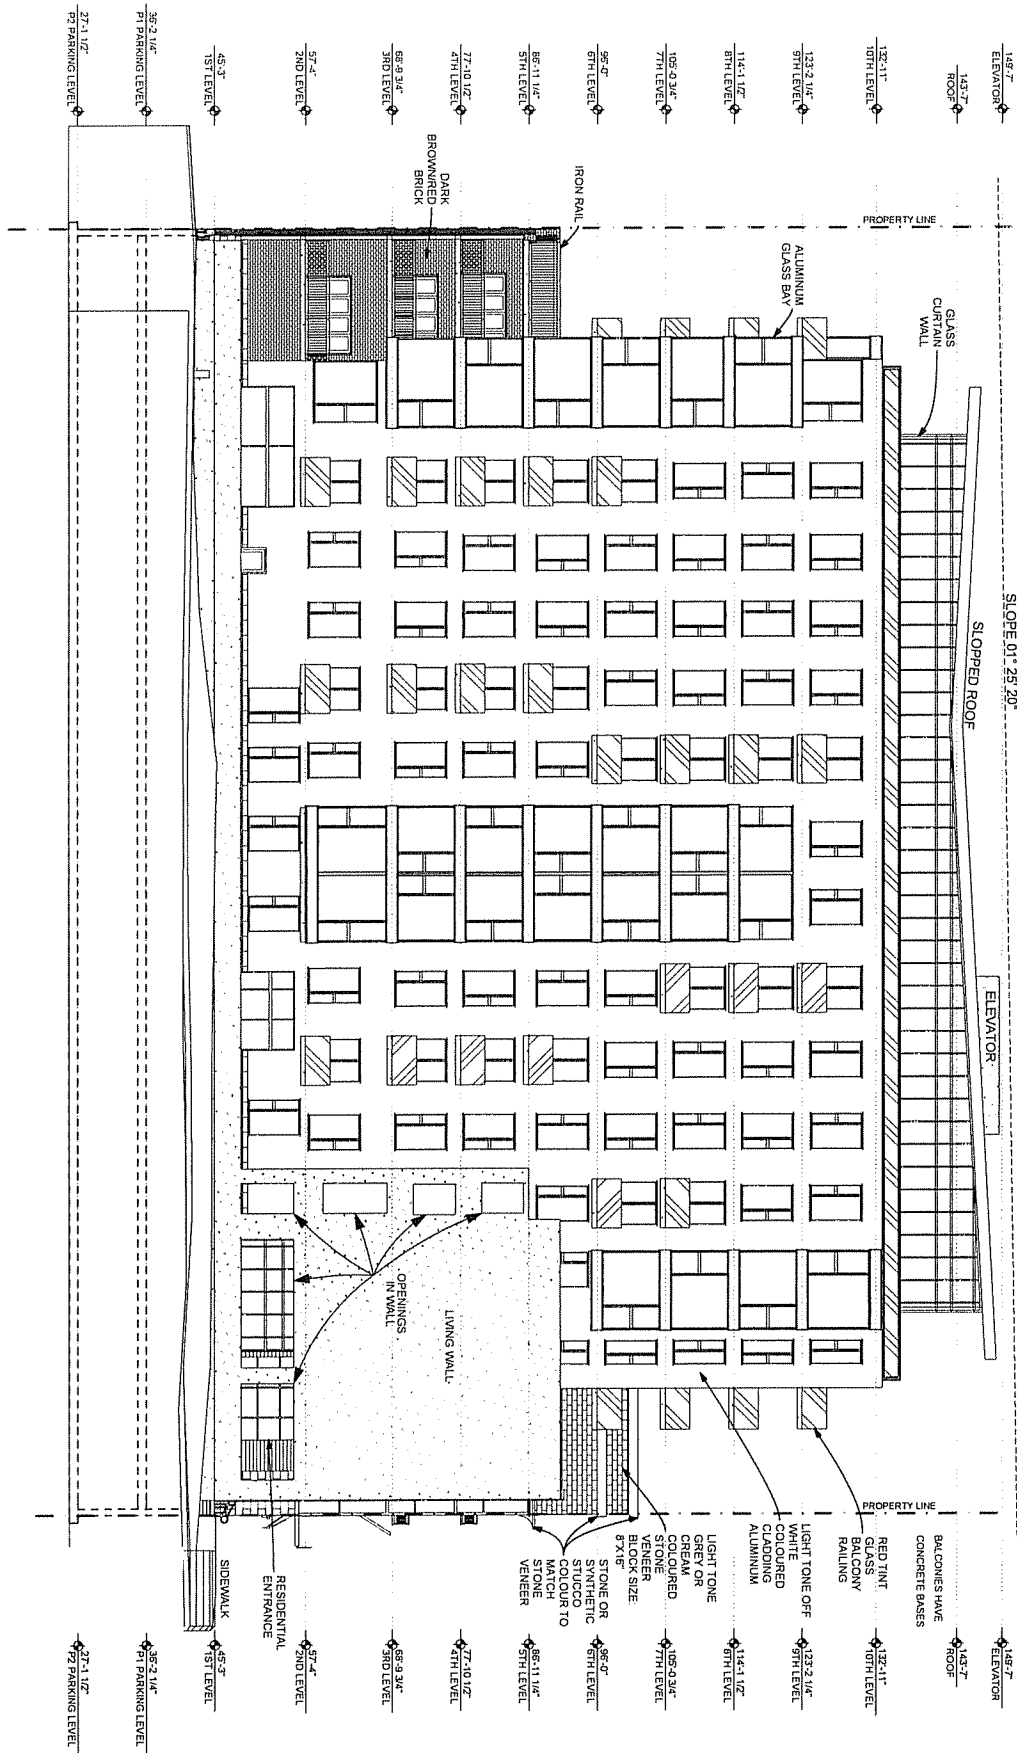 149'-7"
ELEVATOR
143'-7"
ROOF
132'-11"
10TH LEVEL
123'-2 1/4"
9TH LEVEL
114'-1 1/2"
8TH LEVEL
105'-0 3/4"
7TH LEVEL
96'-0"
6TH LEVEL
86'-11 1/4"
5TH LEVEL
77'-10 1/2"
4TH LEVEL
68'-9 3/4"
3RD LEVEL
57'-4"
2ND LEVEL
45'-3"
1ST LEVEL
36'-2 1/4"
P1 PARKING LEVEL
27'-1 1/2"
P2 PARKING LEVEL
SLOPE 01° 25' 20"
SLOPPED ROOF
ELEVATOR
PROPERTY LINE
GLASS
CURTAIN
WALL
ALUMINUM
GLASS BAY
IRON RAIL
DARK
BROWN/RED
BRICK
OPENINGS
IN WALL
LIVING WALL
PROPERTY LINE
BALCONIES HAVE
CONCRETE BASES
RED TINT
GLASS
BALCONY
RAILING
LIGHT TONE OFF
WHITE
COLOURED
CLADDING
ALUMINUM
LIGHT TONE
GREY OR
CREAM
COLOURED
STONE
VENEER
BLOCK SIZE:
8"X16"
STONE OR
SYNTHETIC
STUCCO
COLOUR TO
MATCH
STONE
VENEER
RESIDENTIAL
ENTRANCE
SIDEWALK
149'-7"
ELEVATOR
143'-7"
ROOF
132'-11"
10TH LEVEL
123'-2 1/4"
9TH LEVEL
114'-1 1/2"
8TH LEVEL
105'-0 3/4"
7TH LEVEL
96'-0"
6TH LEVEL
86'-11 1/4"
5TH LEVEL
77'-10 1/2"
4TH LEVEL
68'-9 3/4"
3RD LEVEL
57'-4"
2ND LEVEL
45'-3"
1ST LEVEL
36'-2 1/4"
P1 PARKING LEVEL
27'-1 1/2"
P2 PARKING LEVEL